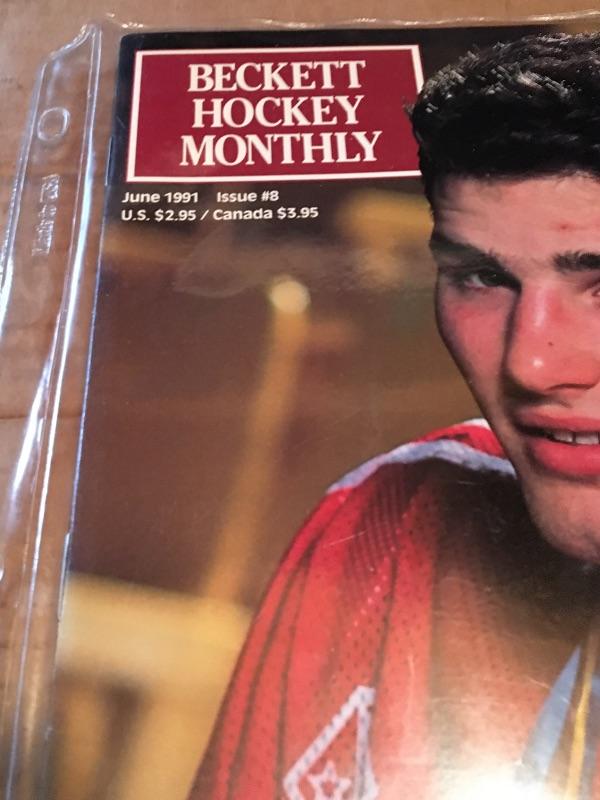 BECKETT
HOCKEY
MONTHLY
June 1991 Issue #8
U.S. $2.95 / Canada $3.95